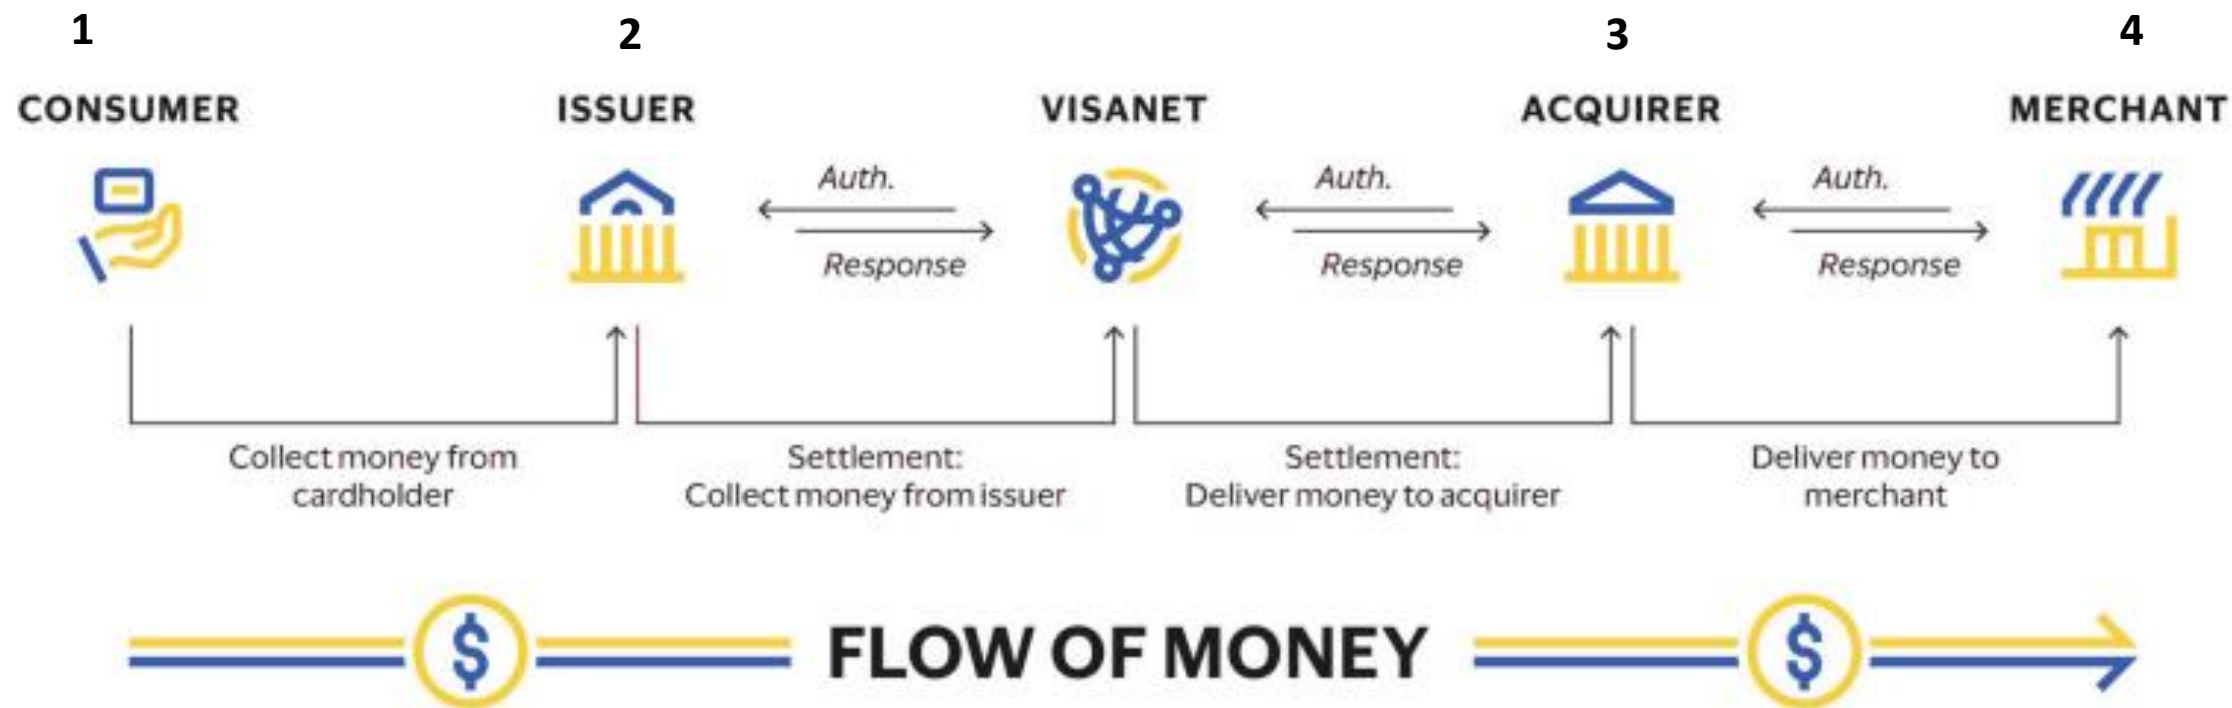 1 2 3 4
CONSUMER ISSUER VISANET ACQUIRER MERCHANT
Auth. Auth. Auth.
Response Response Response
Collect money from
cardholder
Settlement:
Collect money from issuer
Settlement:
Deliver money to acquirer
Deliver money to
merchant
$ FLOW OF MONEY $